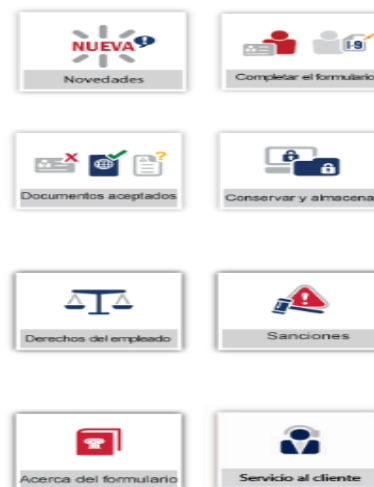 NUEVA
Novedades
I-9
Completar el formulario
Documentos aceptados
Conservar y almacenar
Derechos del empleado
Sanciones
Acerca del formulario
Servicio al cliente